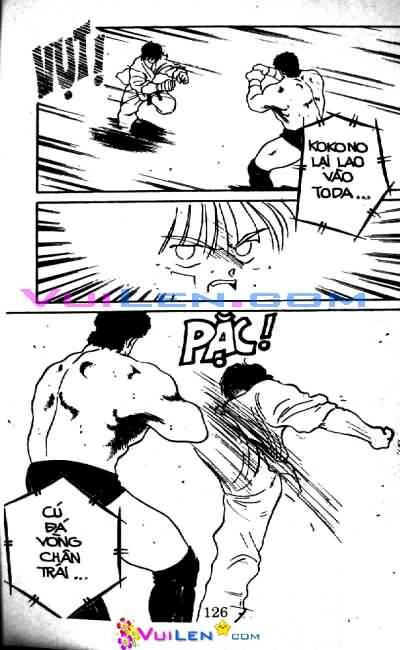 VỤT!
KOKONO
LẠI LAO
VÀO
TODA...
VUILEN.COM
PẶC!
CÚ
ĐÁ
VÒNG
CHÂN
TRÁI...
126
VUILEN.COM